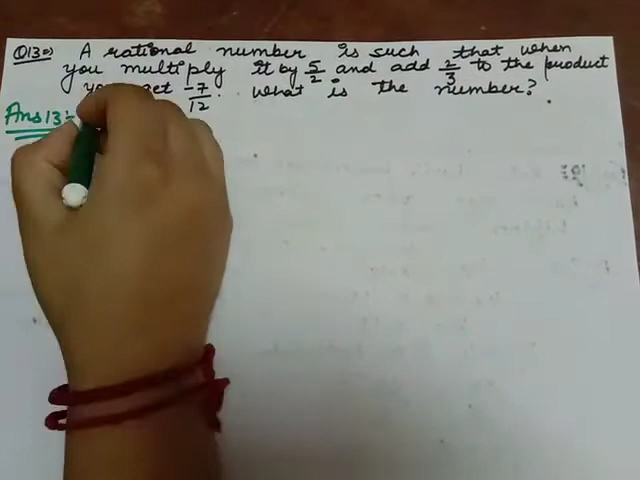 Q13⇒ A rational number is such that when
you multiply it by 5/2 and add 2/3 to the product
get -7/12. What is the number?
Ans13:-